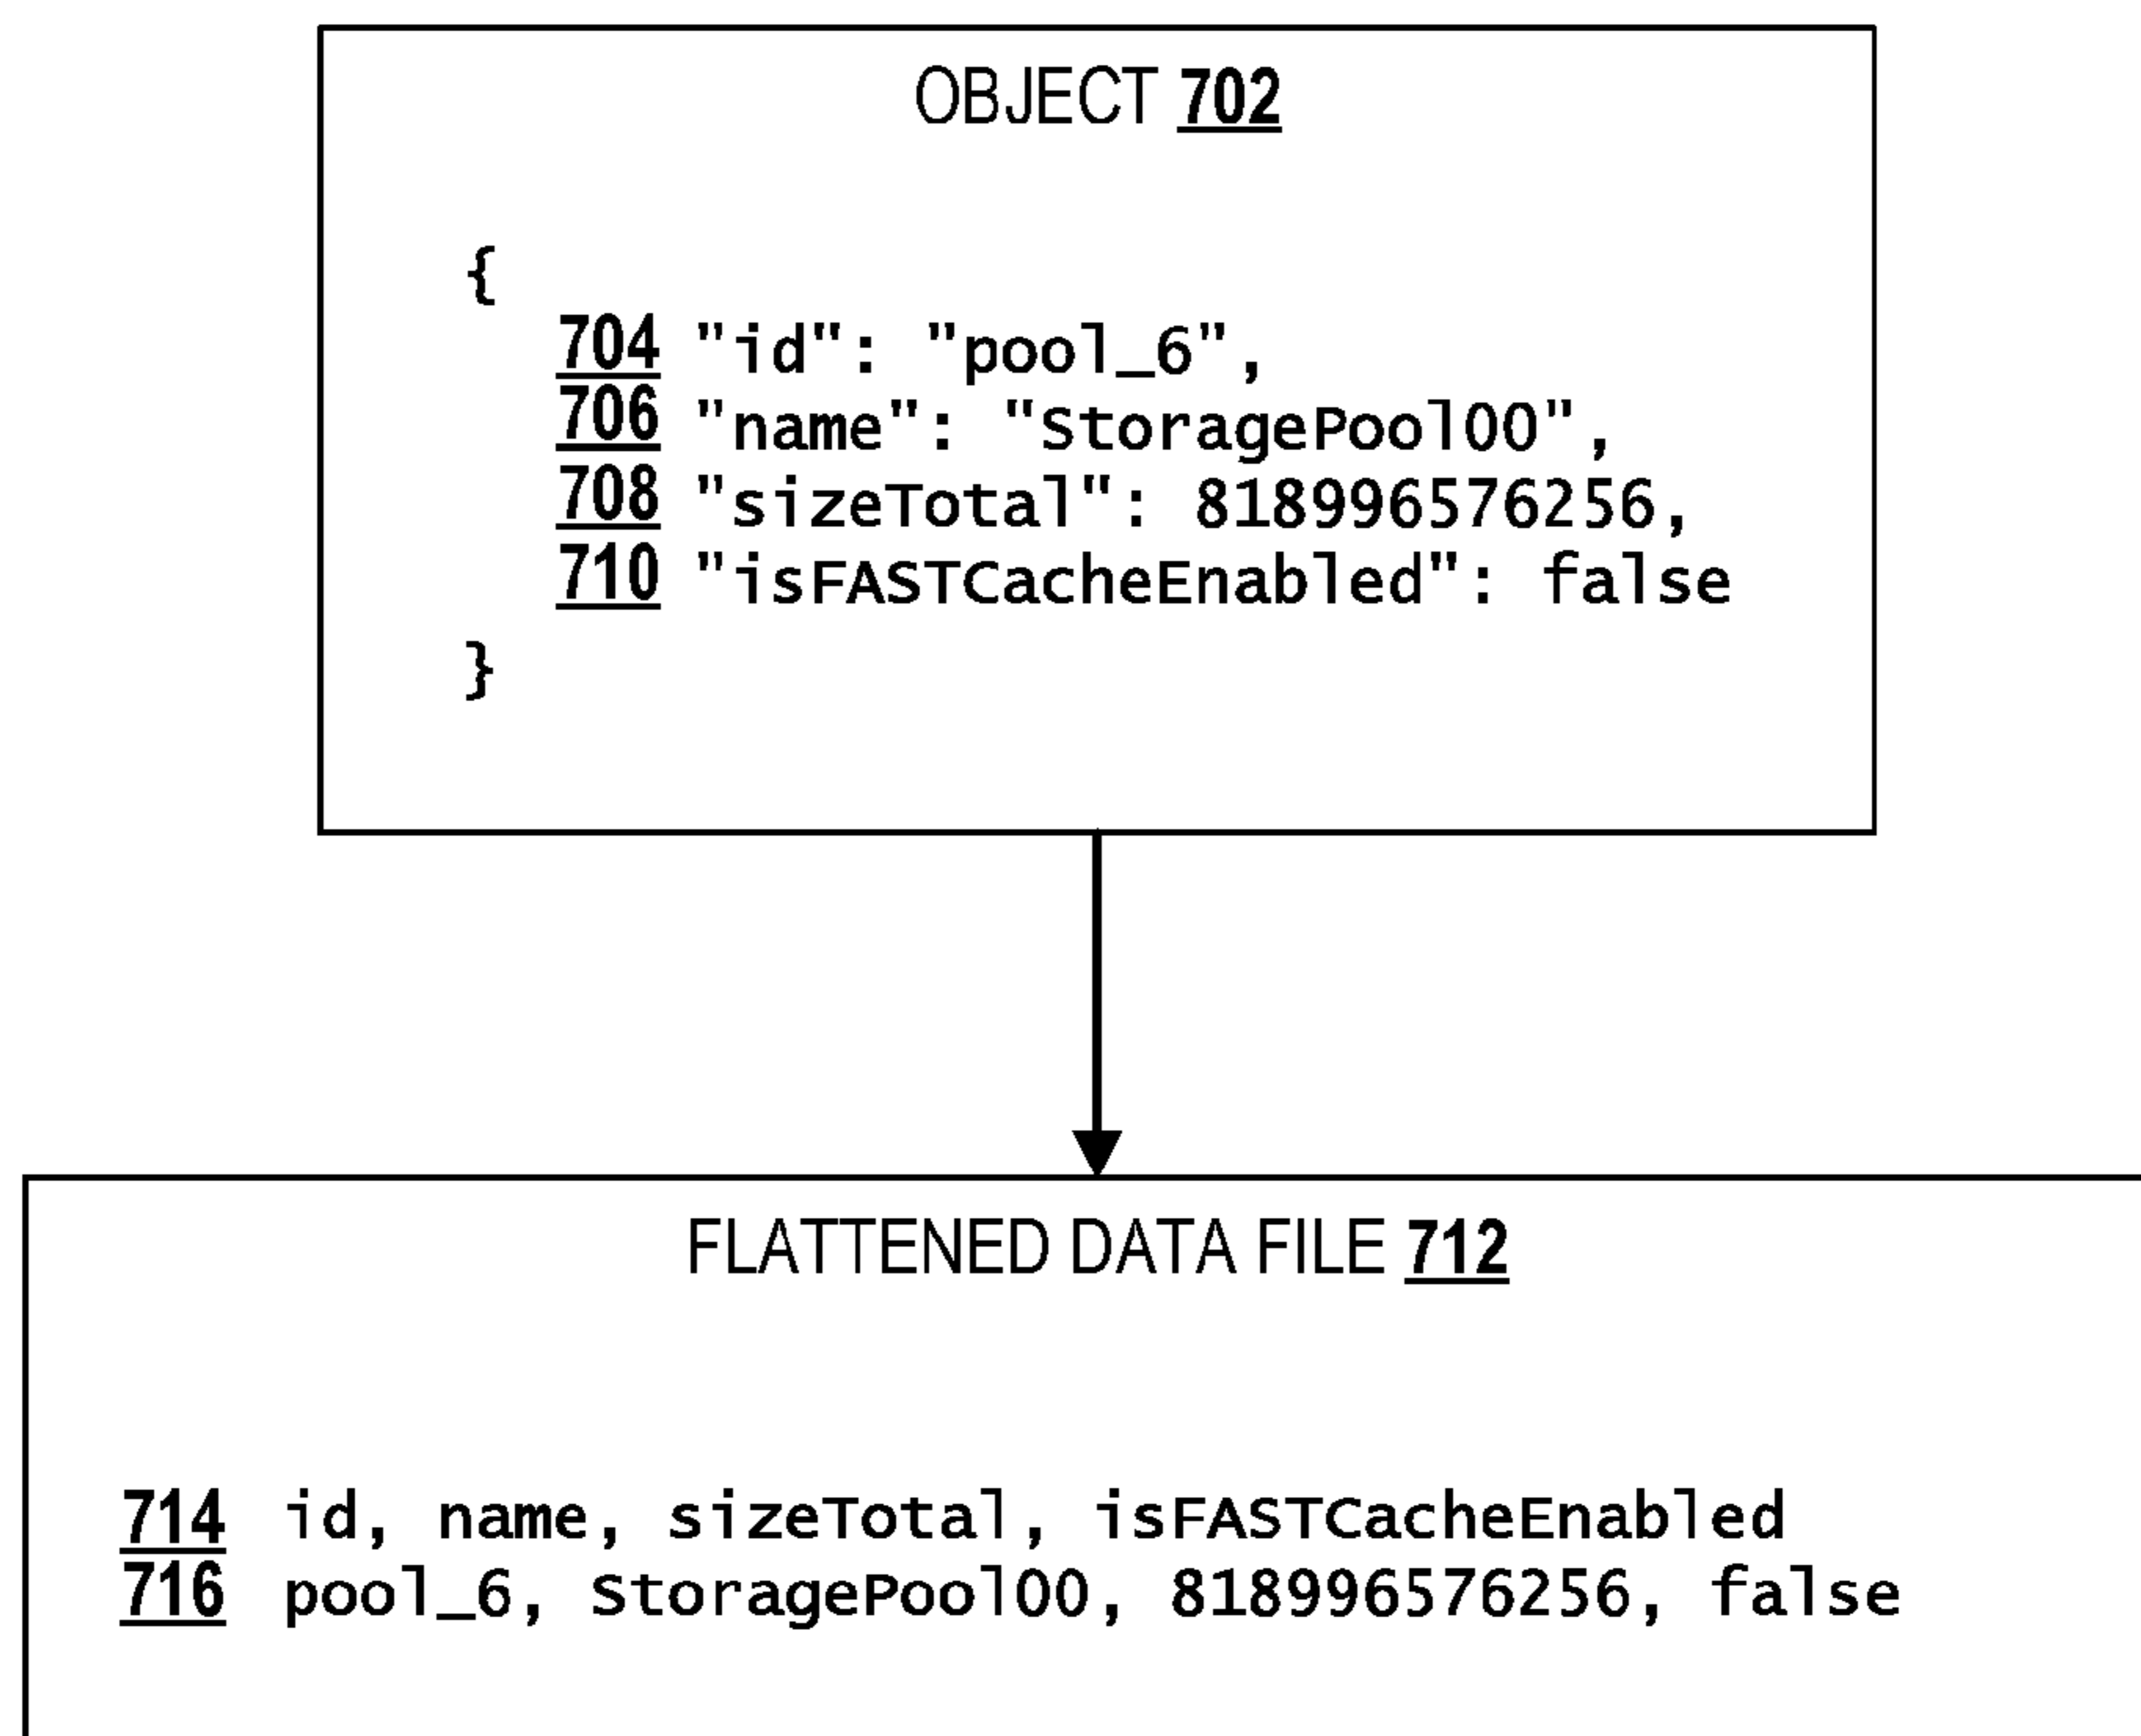 OBJECT 702
{
704 "id": "pool_6",
706 "name": "StoragePool00",
708 "sizeTotal": 818996576256,
710 "isFASTCacheEnabled": false
}
FLATTENED DATA FILE 712
714 id, name, sizeTotal, isFASTCacheEnabled
716 pool_6, StoragePool00, 818996576256, false